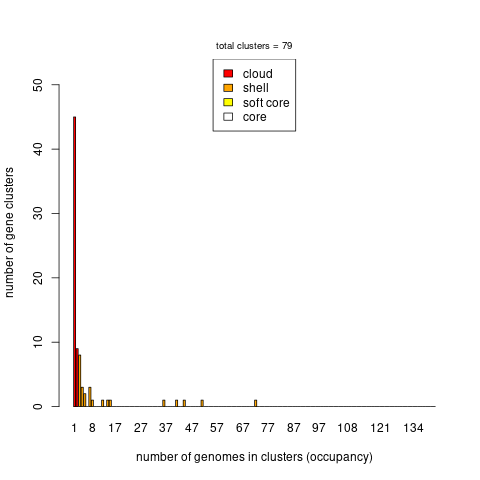 total clusters = 79
cloud
shell
soft core
core
number of gene clusters
50
40
30
20
10
0
1 8 17 27 37 47 57 67 77 87 97 108 121 134
number of genomes in clusters (occupancy)